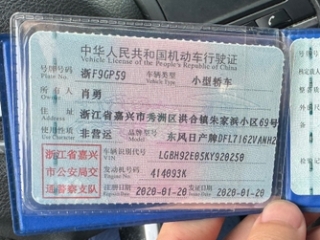 中华人民共和国机动车行驶证
Vehicle License of the People's Republic of China
号牌号码 浙F9GP59 车辆类型 小型轿车
Plate No. Vehicle Type
所有人 肖勇
Owner
住址 浙江省嘉兴市秀洲区洪合镇朱家浜小区69号
Address
使用性质 非营运 品牌型号 东风日产牌DFL7162VANH2
Use Character Model
浙江省嘉兴市公安局交通警察支队
车辆识别代号 LGBH92E05KY920250
VIN
发动机号码 414093K
Engine No.
注册日期 2020-01-20 发证日期 2020-01-20
Register Date Issue Date